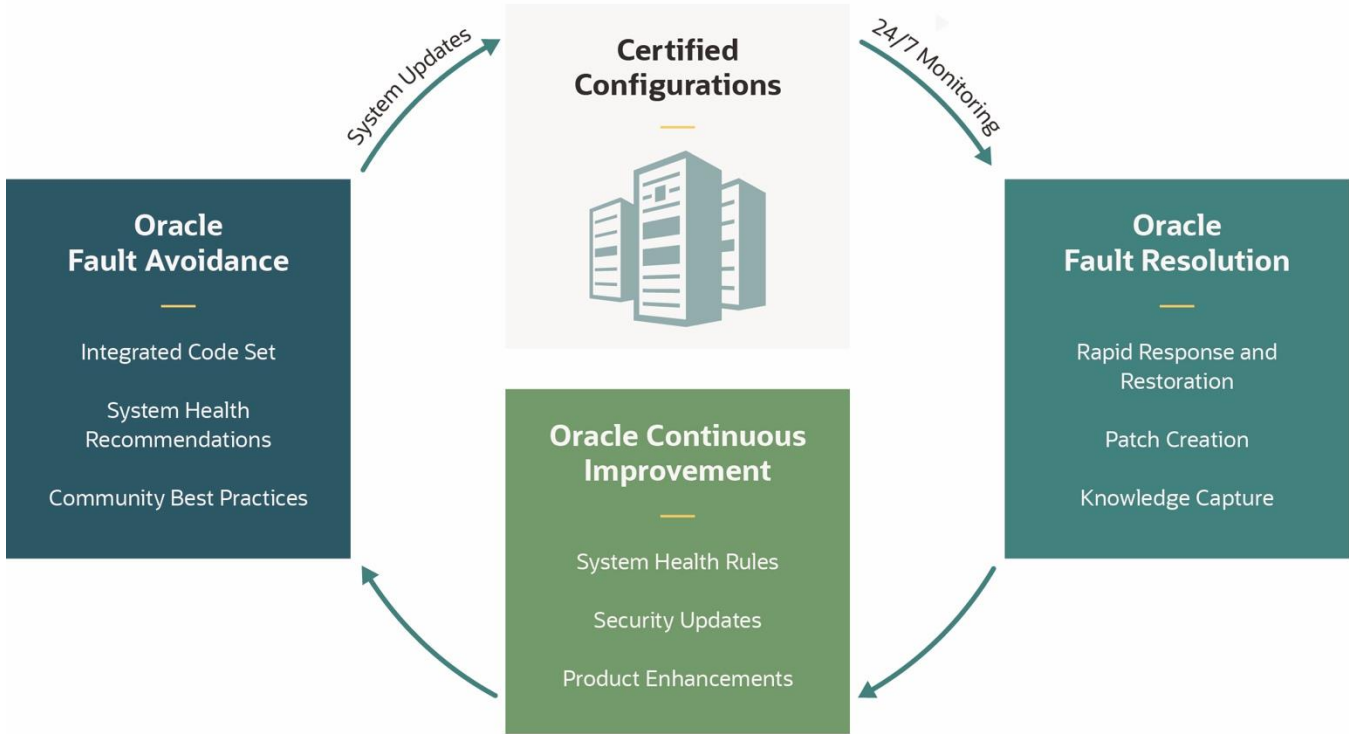 System Updates
Certified
Configurations
24/7 Monitoring
Oracle
Fault Avoidance
Integrated Code Set
System Health
Recommendations
Community Best Practices
Oracle
Fault Resolution
Rapid Response and
Restoration
Patch Creation
Knowledge Capture
Oracle Continuous
Improvement
System Health Rules
Security Updates
Product Enhancements